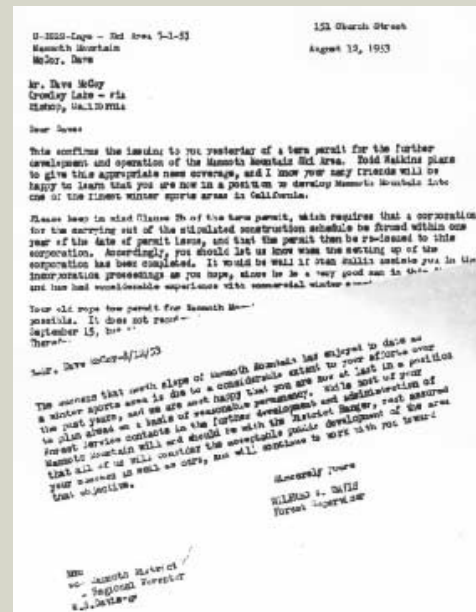 151 Church Street
August 12, 1953
Mammoth Mountain
McCoy, Dave
Mr. Dave McCoy
Crowley Lake - via
Bishop, California
Dear Dave:
This confirms the issuing to you yesterday of a term permit for the further
development and operation of the Mammoth Mountain Ski Area. Todd Watkins plans
to give this appropriate news coverage, and I know your many friends will be
happy to learn that you are now in a position to develop Mammoth Mountain into
one of the finest winter sports areas in California.
Please keep in mind Clause 2b of the term permit, which requires that a corporation
for the carrying out of the stipulated construction schedule be formed within one
year of the date of permit issue, and that the permit then be re-issued to this
corporation. Accordingly, you should let us know when the setting up of the
corporation has been completed. It would be well if assists you in the
incorporation proceedings as you hope, since he is a very good man in this
and has had considerable experience with commercial winter
Your old rope tow permit for Mammoth
possible. It does not
September 15,
Dave McCoy-8/12/53
The success that north slope of Mammoth Mountain has enjoyed to date as
a winter sports area is due to a considerable extent to your efforts over
the past years, and we are most happy that you are now at last in a position
to plan ahead on a basis of reasonable permanency. While most of your
Forest Service contacts in the further development and administration of
Mammoth Mountain will and should be with the District Ranger, rest assured
that all of us will consider the acceptable public development of the area
your success as well as ours, and will continue to work with you toward
that objective.
Sincerely yours
DAVIS
Forest Supervisor
cc: Mammoth District
Regional Forester